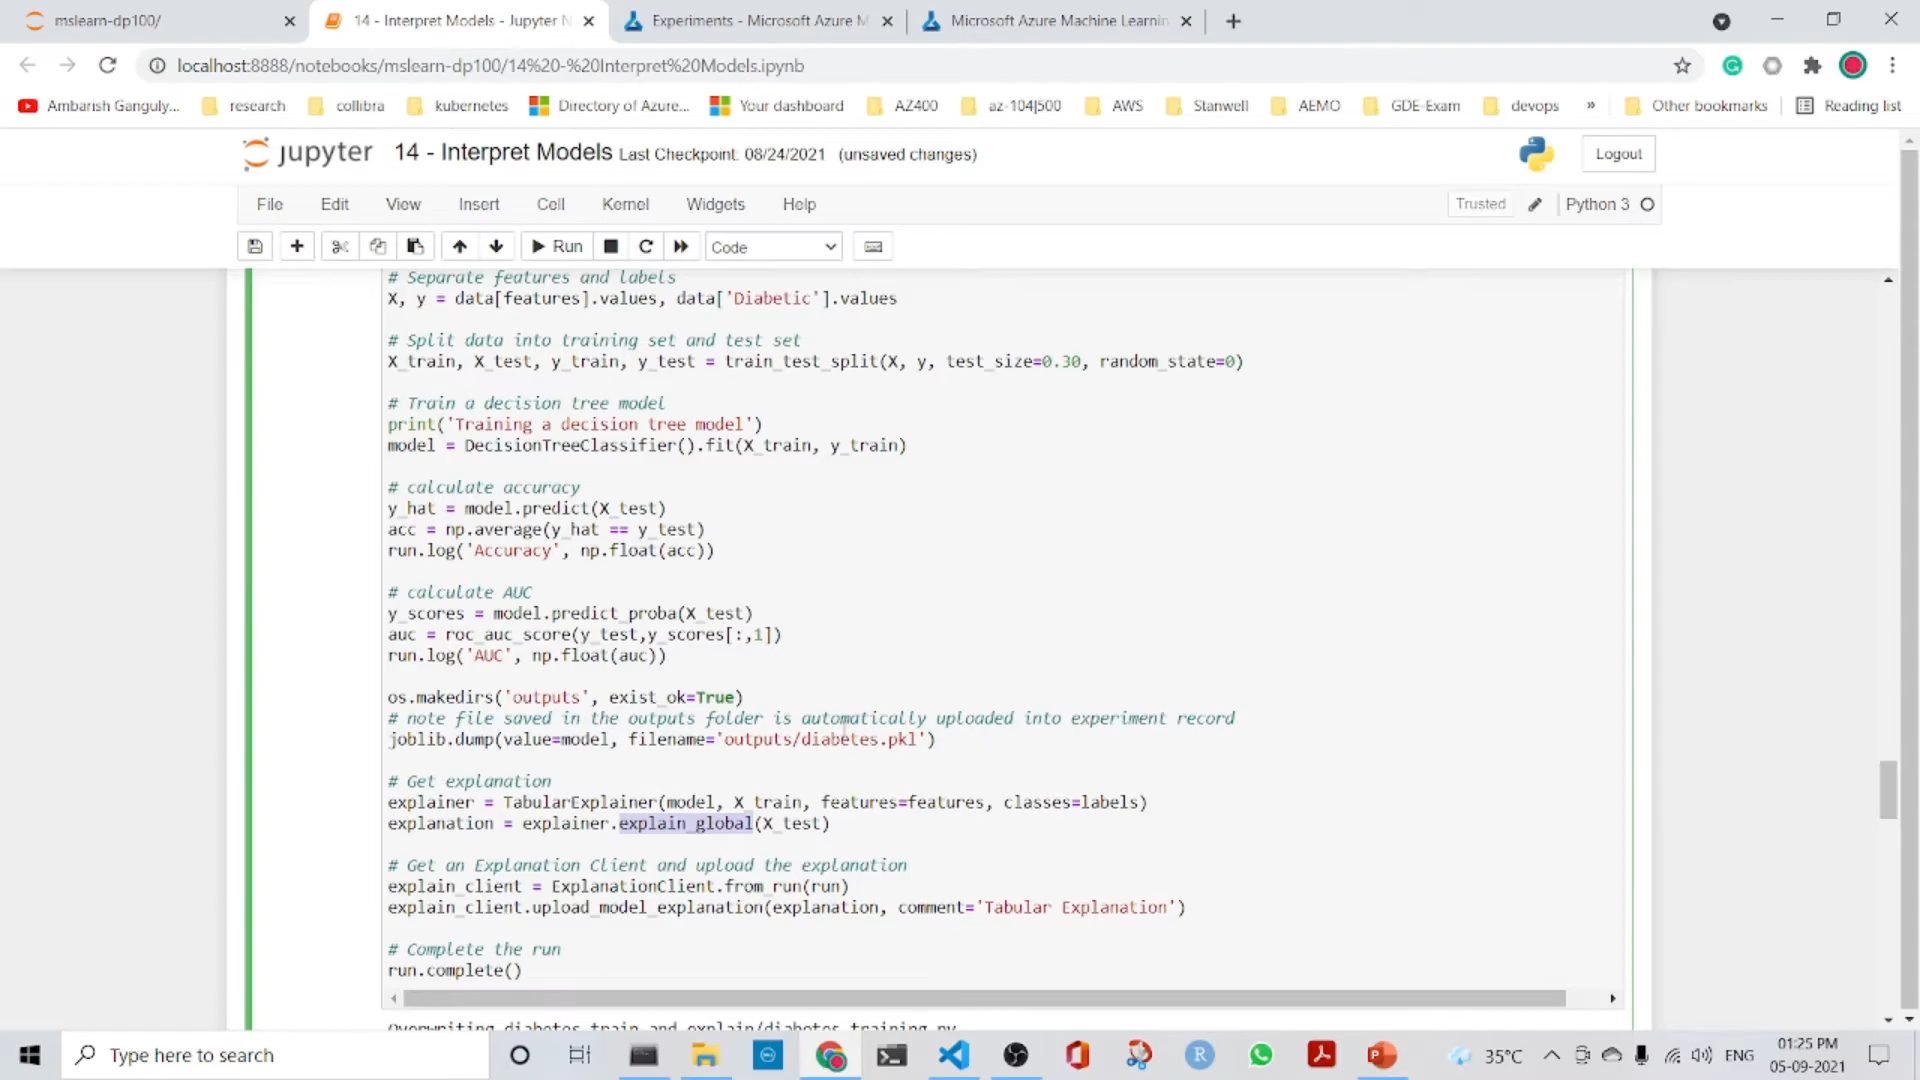 mslearn-dp100/
14 - Interpret Models - Jupyter N
Experiments - Microsoft Azure M
Microsoft Azure Machine Learnin
localhost:8888/notebooks/mslearn-dp100/14%20-%20Interpret%20Models.ipynb
Ambarish Ganguly... research collibra kubernetes Directory of Azure... Your dashboard AZ400 az-104|500 AWS Stanwell AEMO GDE-Exam devops » Other bookmarks Reading list
jupyter 14 - Interpret Models Last Checkpoint: 08/24/2021 (unsaved changes) Logout
File Edit View Insert Cell Kernel Widgets Help Trusted Python 3
Run Code
# Separate features and labels
X, y = data[features].values, data['Diabetic'].values
# Split data into training set and test set
X_train, X_test, y_train, y_test = train_test_split(X, y, test_size=0.30, random_state=0)
# Train a decision tree model
print('Training a decision tree model')
model = DecisionTreeClassifier().fit(X_train, y_train)
# calculate accuracy
y_hat = model.predict(X_test)
acc = np.average(y_hat == y_test)
run.log('Accuracy', np.float(acc))
# calculate AUC
y_scores = model.predict_proba(X_test)
auc = roc_auc_score(y_test,y_scores[:,1])
run.log('AUC', np.float(auc))
os.makedirs('outputs', exist_ok=True)
# note file saved in the outputs folder is automatically uploaded into experiment record
joblib.dump(value=model, filename='outputs/diabetes.pkl')
# Get explanation
explainer = TabularExplainer(model, X_train, features=features, classes=labels)
explanation = explainer.explain_global(X_test)
# Get an Explanation Client and upload the explanation
explain_client = ExplanationClient.from_run(run)
explain_client.upload_model_explanation(explanation, comment='Tabular Explanation')
# Complete the run
run.complete()
Overwriting diabetes_train_and_explain/diabetes_training.py
Type here to search
35°C ENG
01:25 PM
05-09-2021